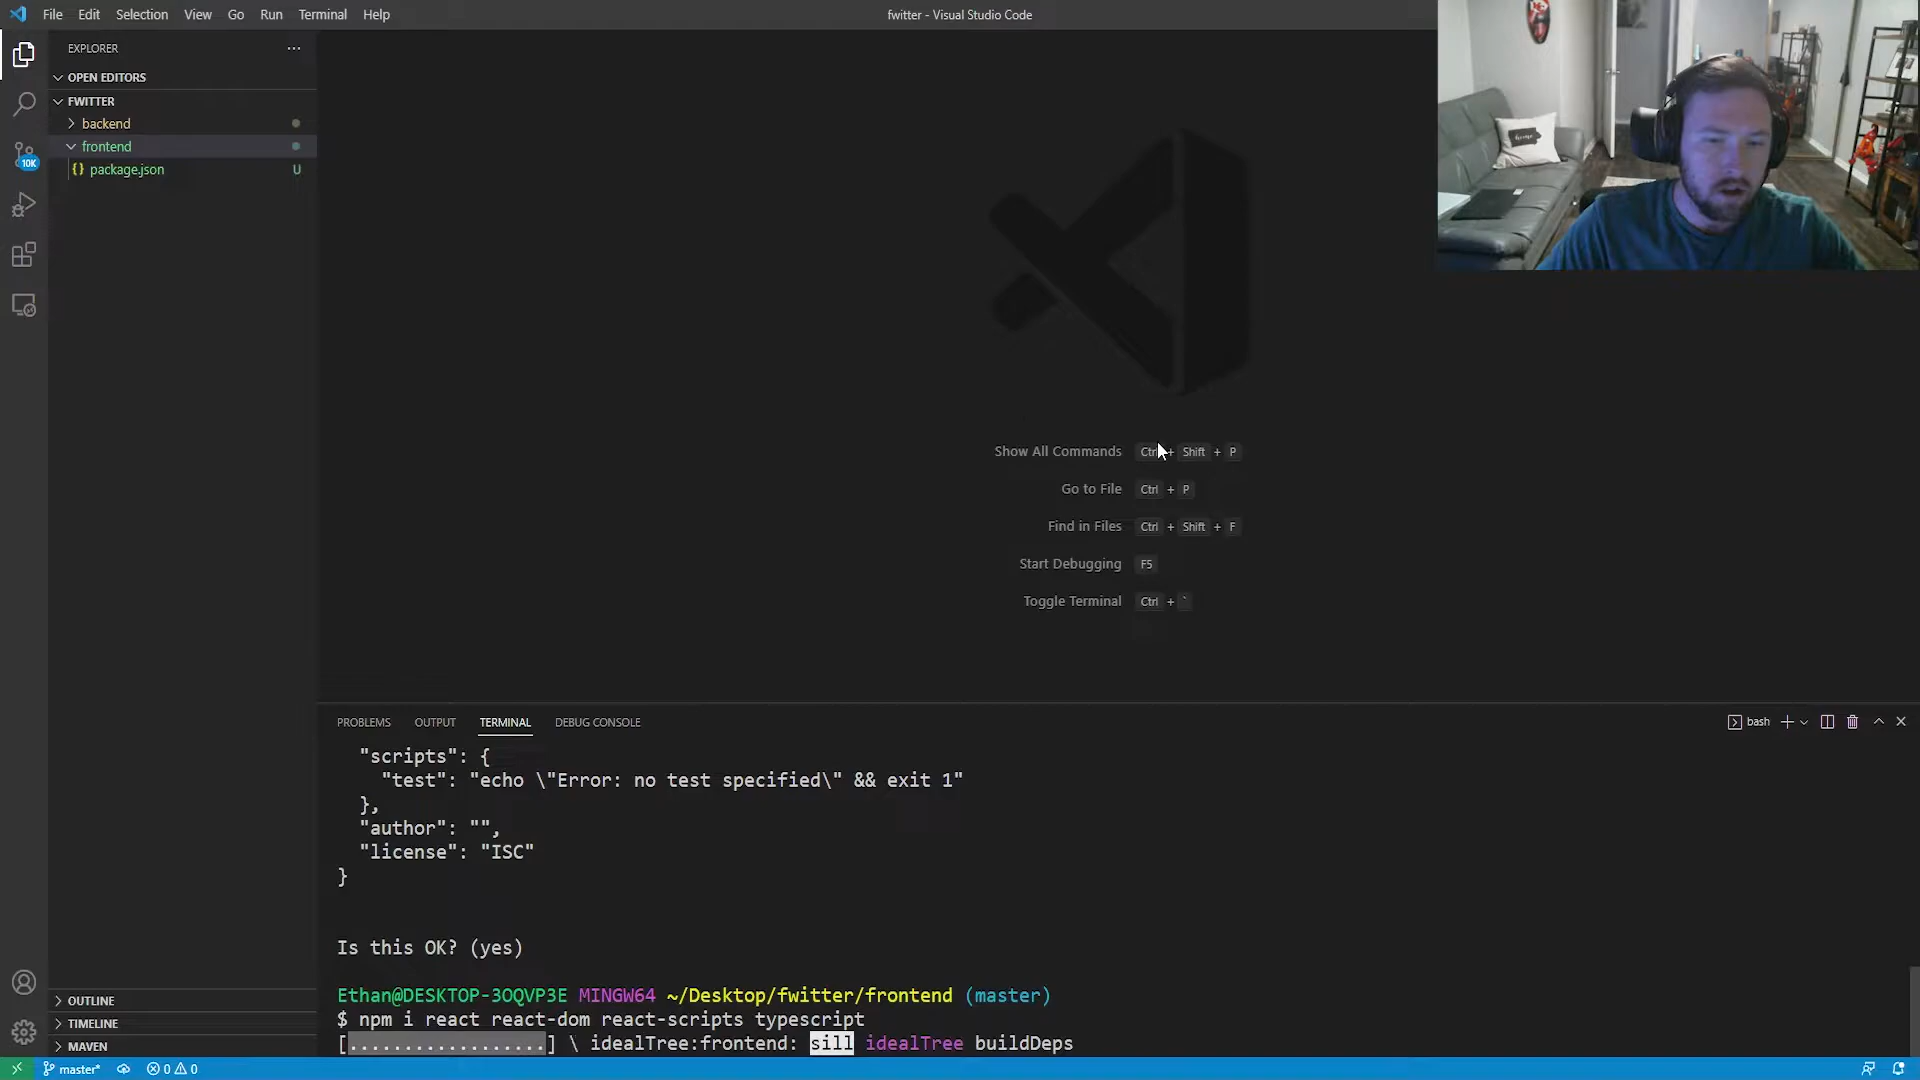 File Edit Selection View Go Run Terminal Help
fwitter - Visual Studio Code
EXPLORER
OPEN EDITORS
FWITTER
backend
frontend
{} package.json U
10K
Show All Commands Ctrl + Shift + P
Go to File Ctrl + P
Find in Files Ctrl + Shift + F
Start Debugging F5
Toggle Terminal Ctrl + `
PROBLEMS OUTPUT TERMINAL DEBUG CONSOLE
bash
"scripts": {
"test": "echo \"Error: no test specified\" && exit 1"
},
"author": "",
"license": "ISC"
}
Is this OK? (yes)
Ethan@DESKTOP-3OQVP3E MINGW64 ~/Desktop/fwitter/frontend (master)
$ npm i react react-dom react-scripts typescript
[..................] \ idealTree:frontend: sill idealTree buildDeps
OUTLINE
TIMELINE
MAVEN
master* 0 0